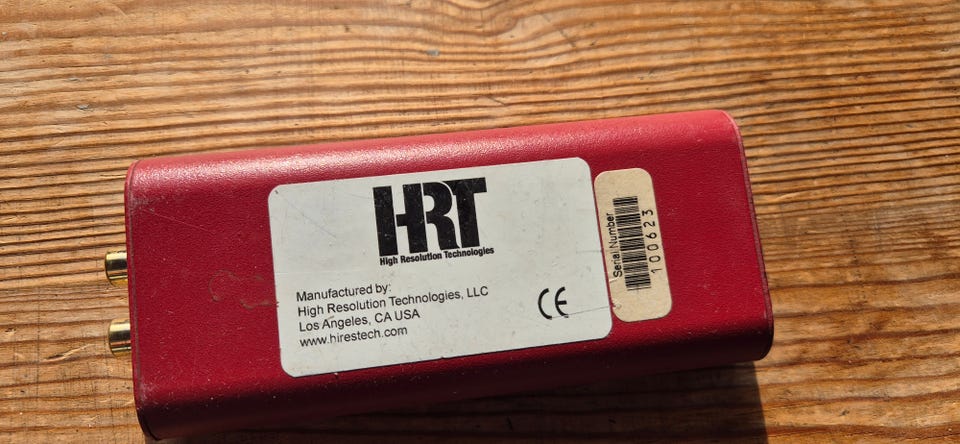 HRT
High Resolution Technologies
Manufactured by:
High Resolution Technologies, LLC
Los Angeles, CA USA
www.hirestech.com
CE
Serial Number
100623